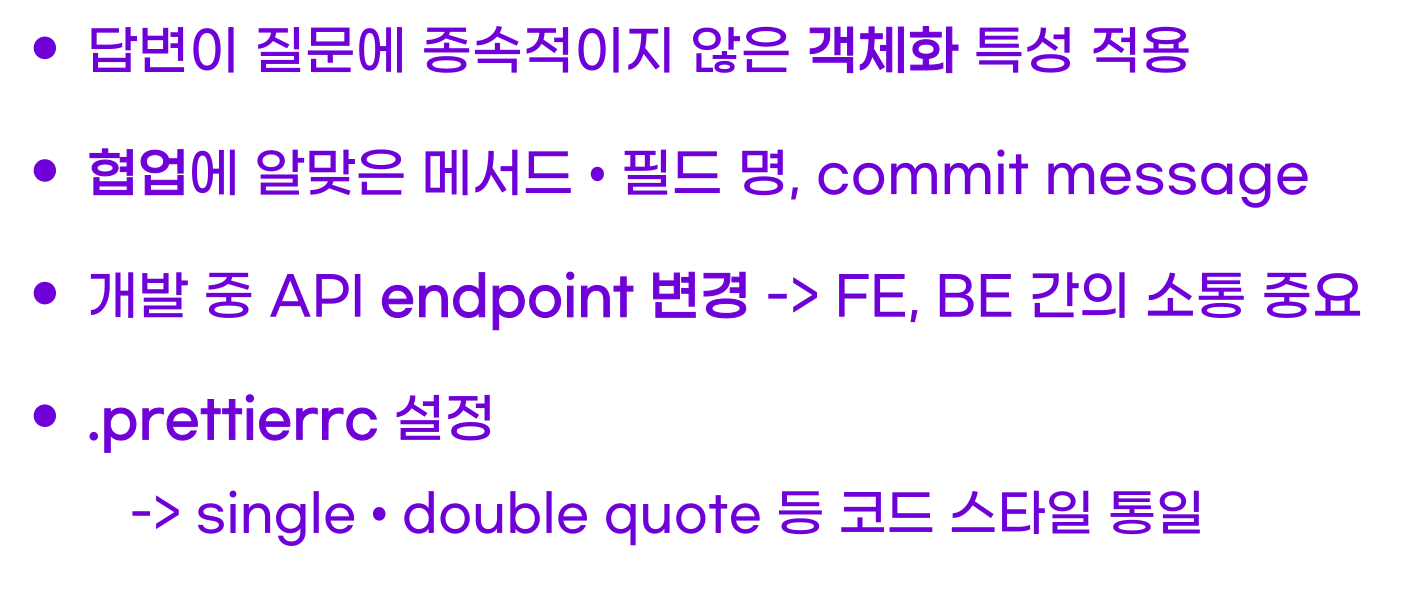 • 답변이 질문에 종속적이지 않은 객체화 특성 적용
• 협업에 알맞은 메서드 • 필드 명, commit message
• 개발 중 API endpoint 변경 -> FE, BE 간의 소통 중요
• .prettierrc 설정
-> single • double quote 등 코드 스타일 통일